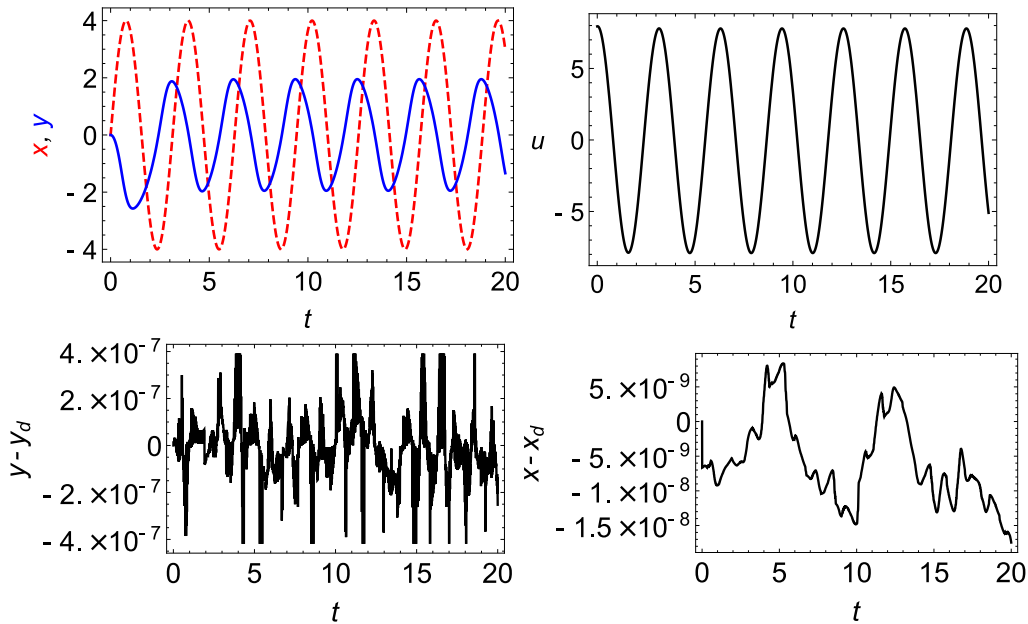 x, y
4
2
0
- 2
- 4
0 5 10 15 20
t
u
5
0
- 5
0 5 10 15 20
t
y - y_d
4. ×10^-7
2. ×10^-7
0
- 2. ×10^-7
- 4. ×10^-7
0 5 10 15 20
t
x - x_d
5. ×10^-9
0
- 5. ×10^-9
- 1. ×10^-8
- 1.5 ×10^-8
0 5 10 15 20
t